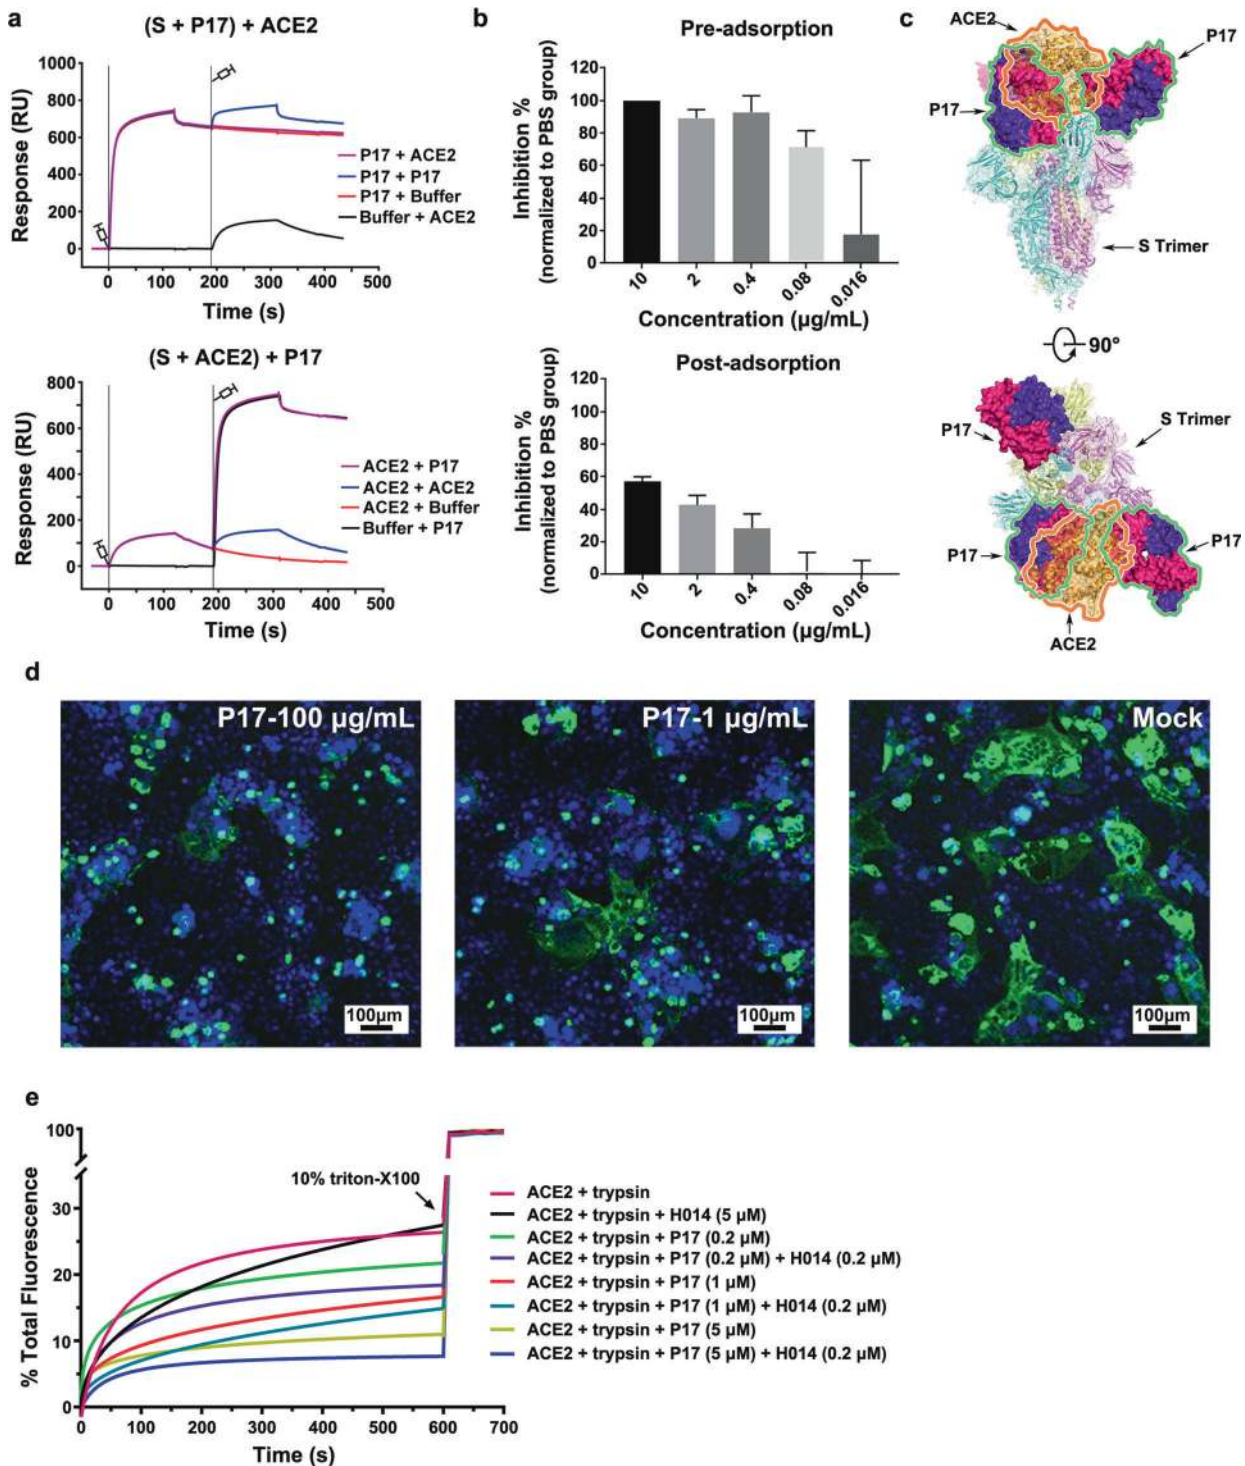 a
(S + P17) + ACE2
Response (RU)
1000
800
600
400
200
0
P17 + ACE2
P17 + P17
P17 + Buffer
Buffer + ACE2
0 100 200 300 400 500
Time (s)
(S + ACE2) + P17
Response (RU)
800
600
400
200
0
ACE2 + P17
ACE2 + ACE2
ACE2 + Buffer
Buffer + P17
0 100 200 300 400 500
Time (s)
b
Pre-adsorption
Inhibition %
(normalized to PBS group)
120
100
80
60
40
20
0
10 2 0.4 0.08 0.016
Concentration (µg/mL)
Post-adsorption
Inhibition %
(normalized to PBS group)
120
100
80
60
40
20
0
10 2 0.4 0.08 0.016
Concentration (µg/mL)
c
ACE2
P17
P17
S Trimer
90°
P17
S Trimer
P17
P17
ACE2
d
P17-100 µg/mL
100µm
P17-1 µg/mL
100µm
Mock
100µm
e
% Total Fluorescence
100
30
20
10
0
10% triton-X100
0 100 200 300 400 500 600 700
Time (s)
ACE2 + trypsin
ACE2 + trypsin + H014 (5 µM)
ACE2 + trypsin + P17 (0.2 µM)
ACE2 + trypsin + P17 (0.2 µM) + H014 (0.2 µM)
ACE2 + trypsin + P17 (1 µM)
ACE2 + trypsin + P17 (1 µM) + H014 (0.2 µM)
ACE2 + trypsin + P17 (5 µM)
ACE2 + trypsin + P17 (5 µM) + H014 (0.2 µM)